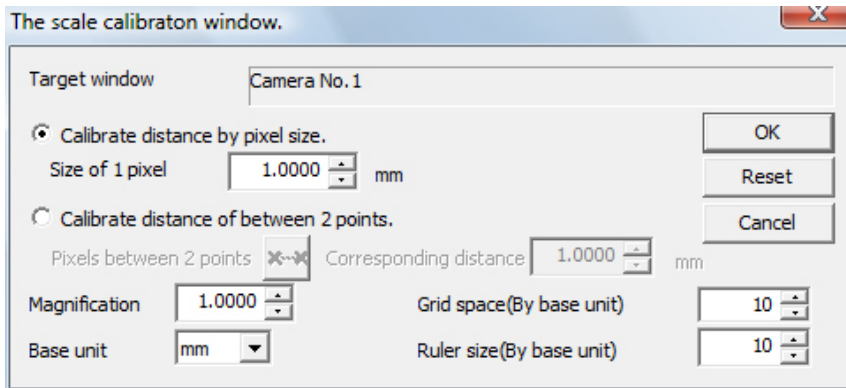 The scale calibraton window.
Target window Camera No.1
Calibrate distance by pixel size. OK
Size of 1 pixel 1.0000 mm Reset
Calibrate distance of between 2 points. Cancel
Pixels between 2 points Corresponding distance 1.0000 mm
Magnification 1.0000 Grid space(By base unit) 10
Base unit mm Ruler size(By base unit) 10